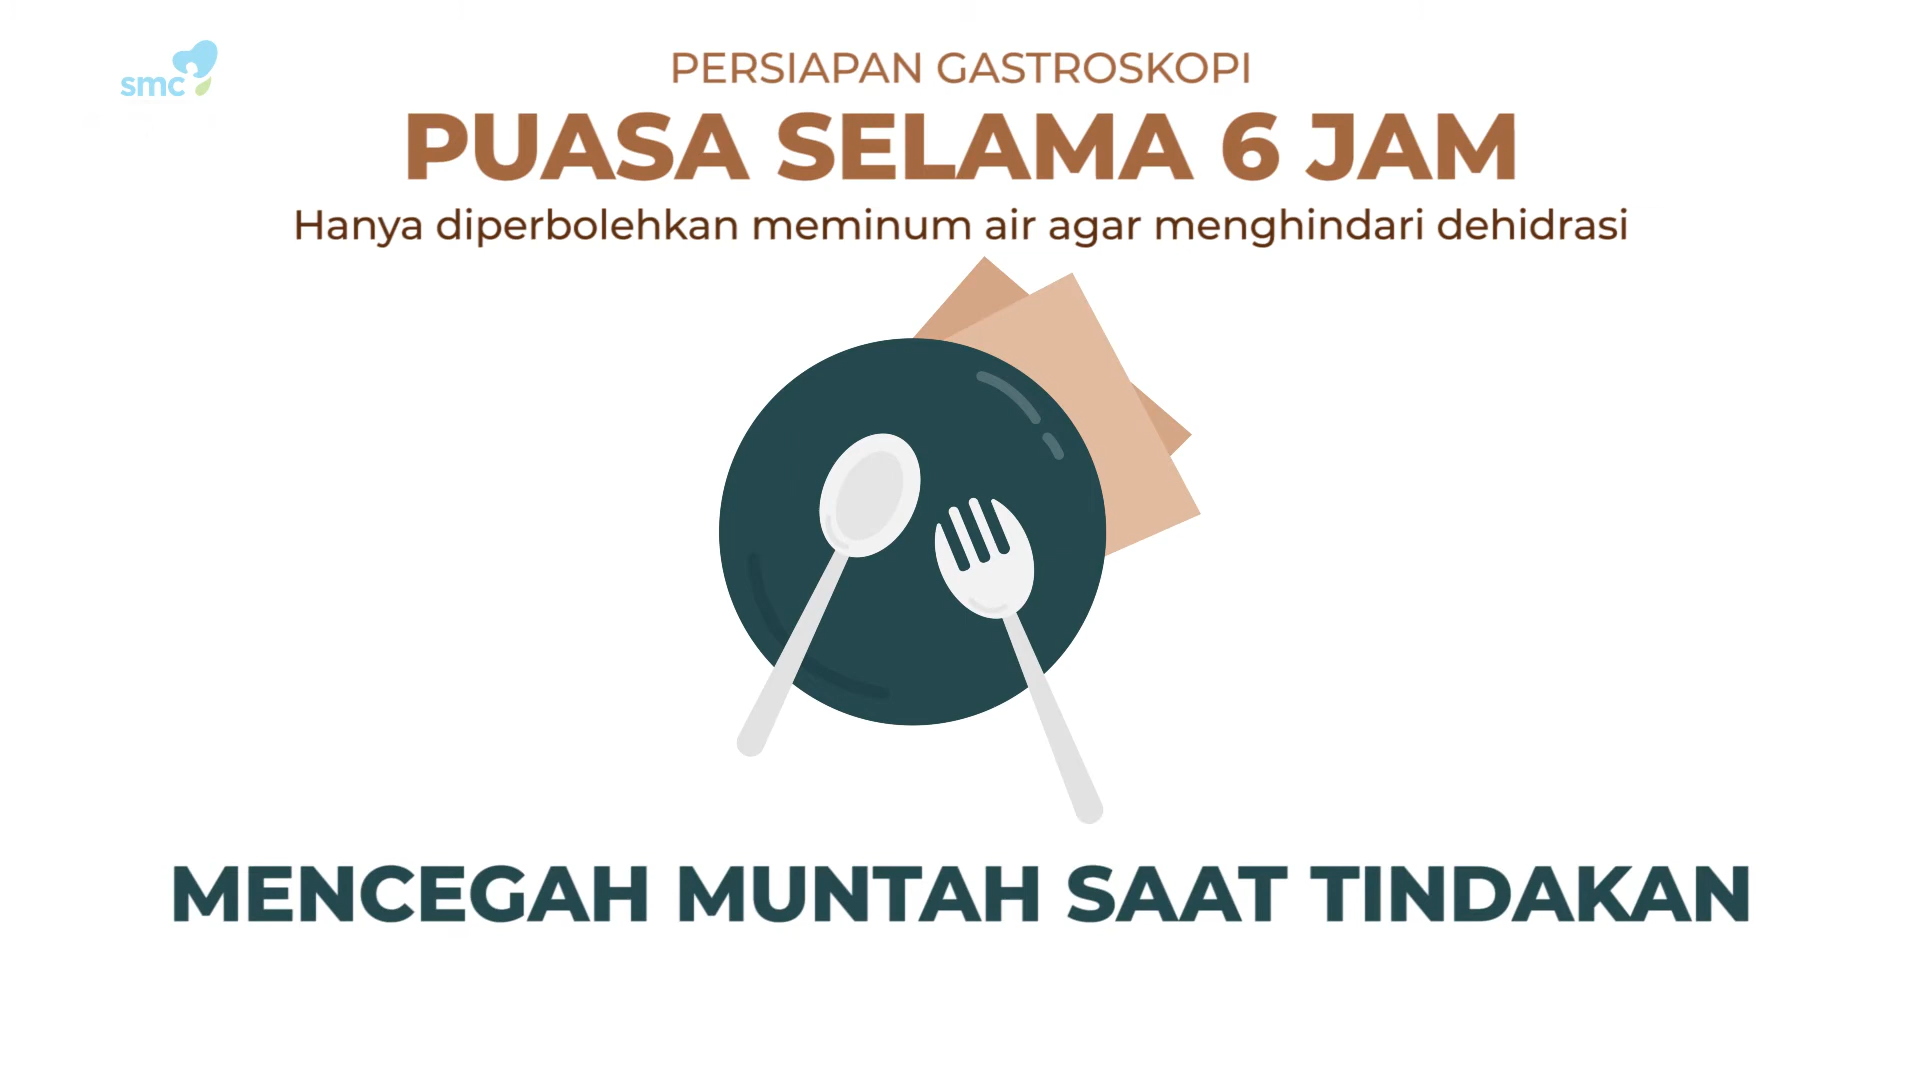 smc
PERSIAPAN GASTROSKOPI
PUASA SELAMA 6 JAM
Hanya diperbolehkan meminum air agar menghindari dehidrasi
MENCEGAH MUNTAH SAAT TINDAKAN